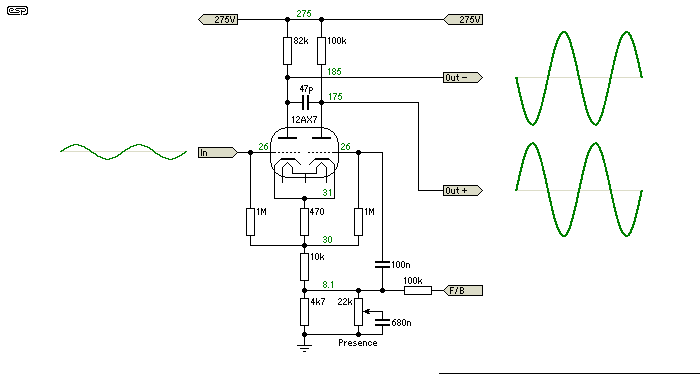 esp
275V
275
275V
82k
100k
185
Out -
47p
175
12AX7
In
26
26
31
Out +
1M
470
1M
30
10k
100n
8.1
100k
F/B
4k7
22k
680n
Presence